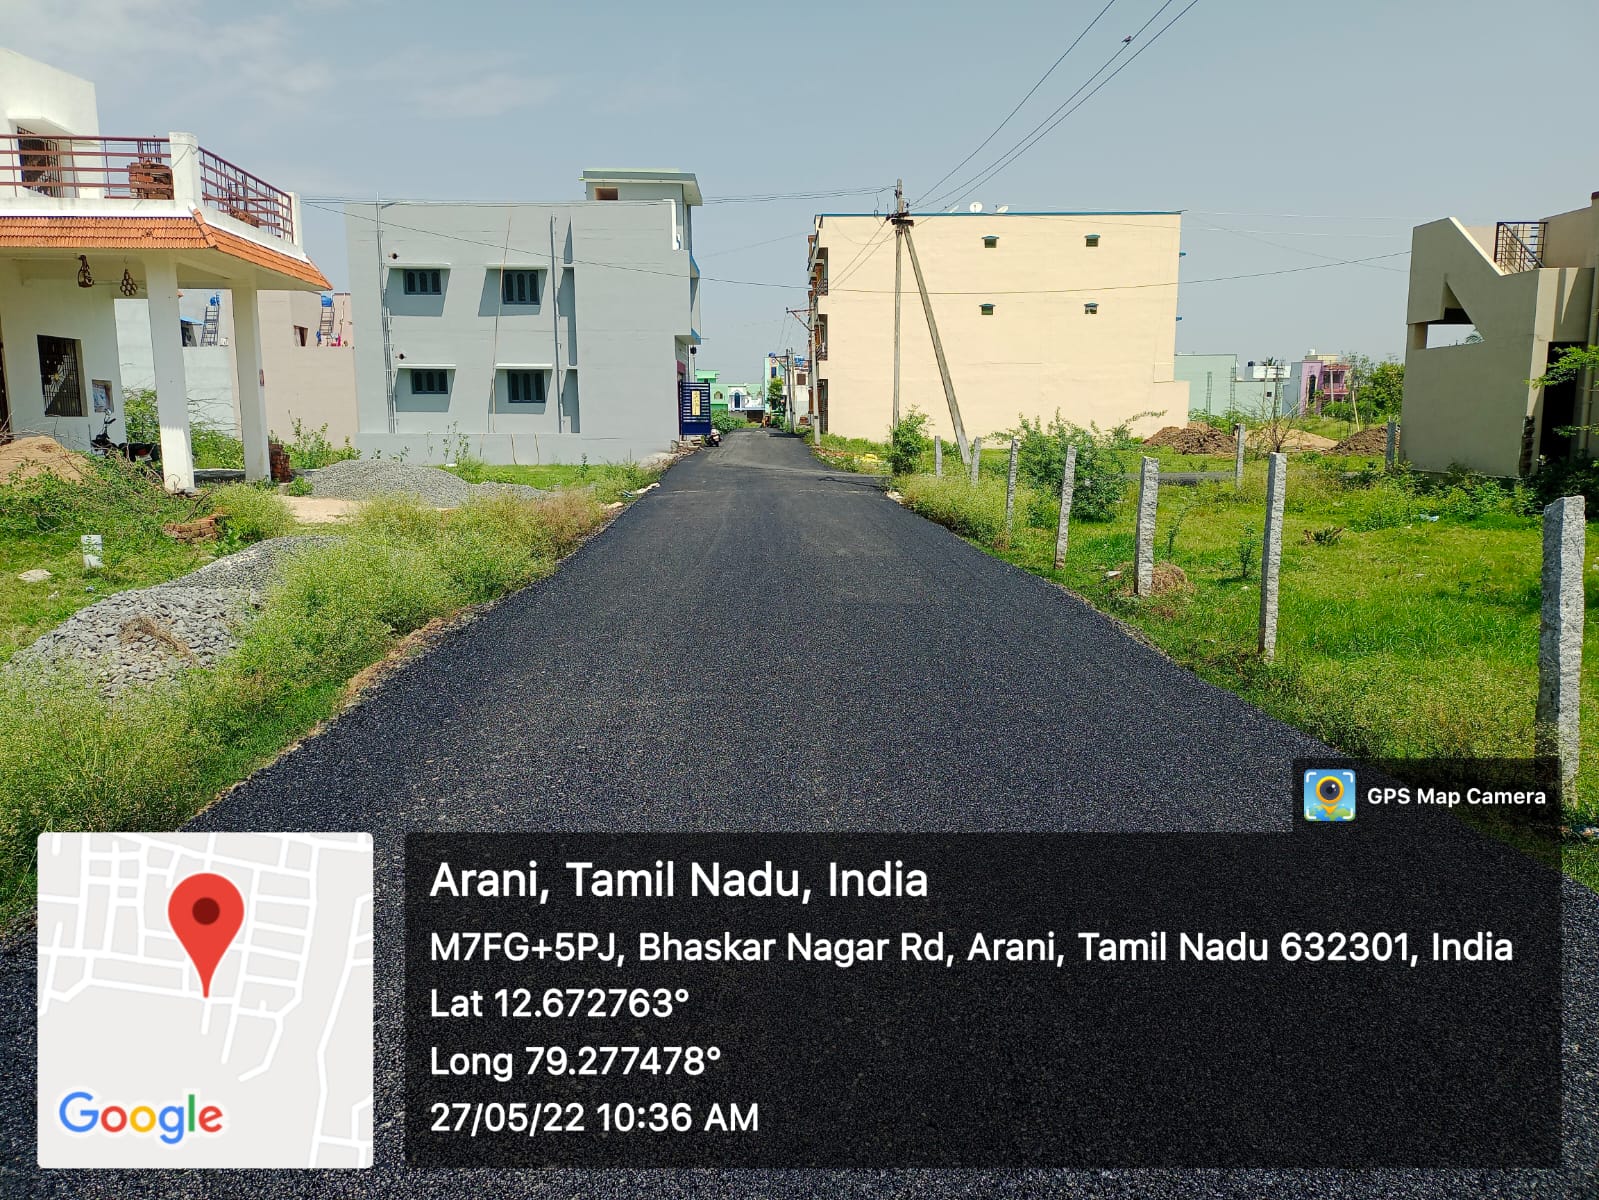 GPS Map Camera
Arani, Tamil Nadu, India
M7FG+5PJ, Bhaskar Nagar Rd, Arani, Tamil Nadu 632301, India
Lat 12.672763°
Long 79.277478°
27/05/22 10:36 AM
Google